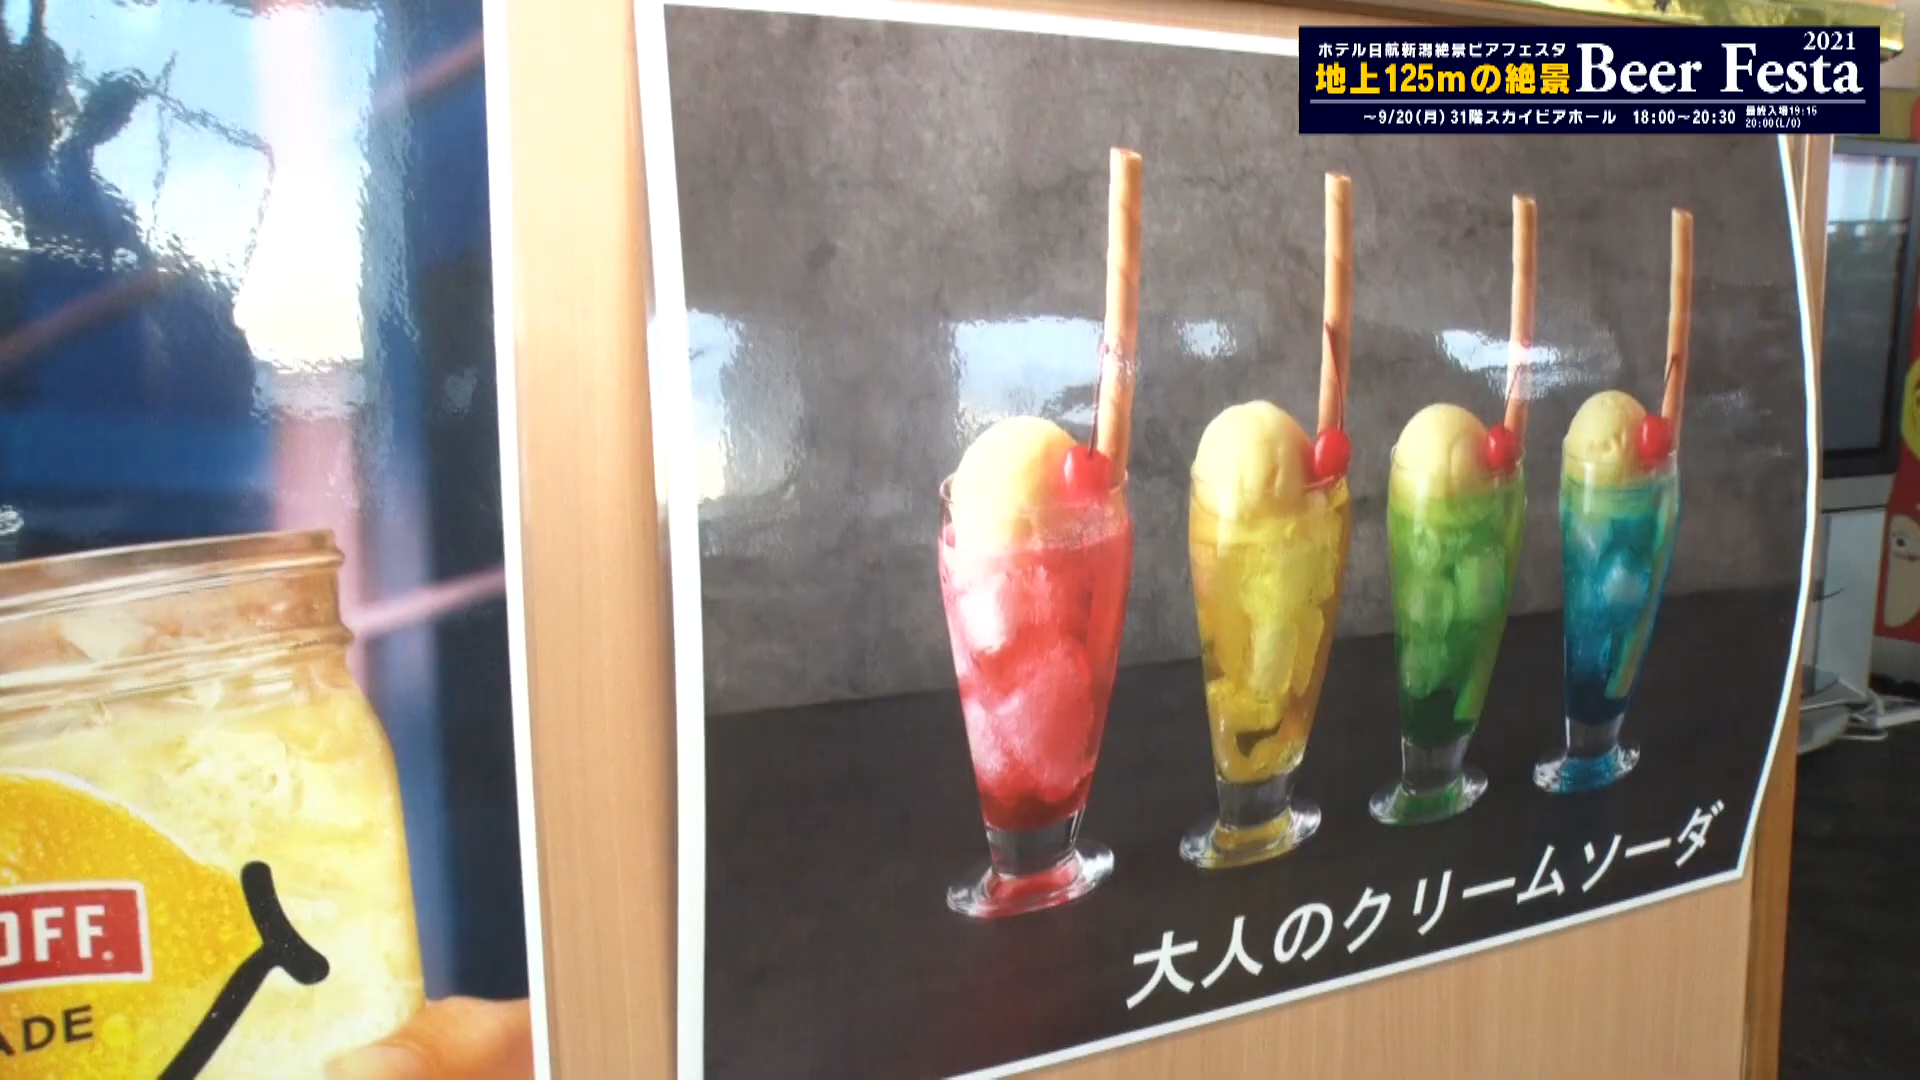 ホテル日航新潟絶景ビアフェスタ
地上125mの絶景
Beer Festa
2021
～9/20(月) 31階スカイビアホール 18:00～20:30
最終入場19:15
20:00(L/O)
大人のクリームソーダ
OFF.
ADE